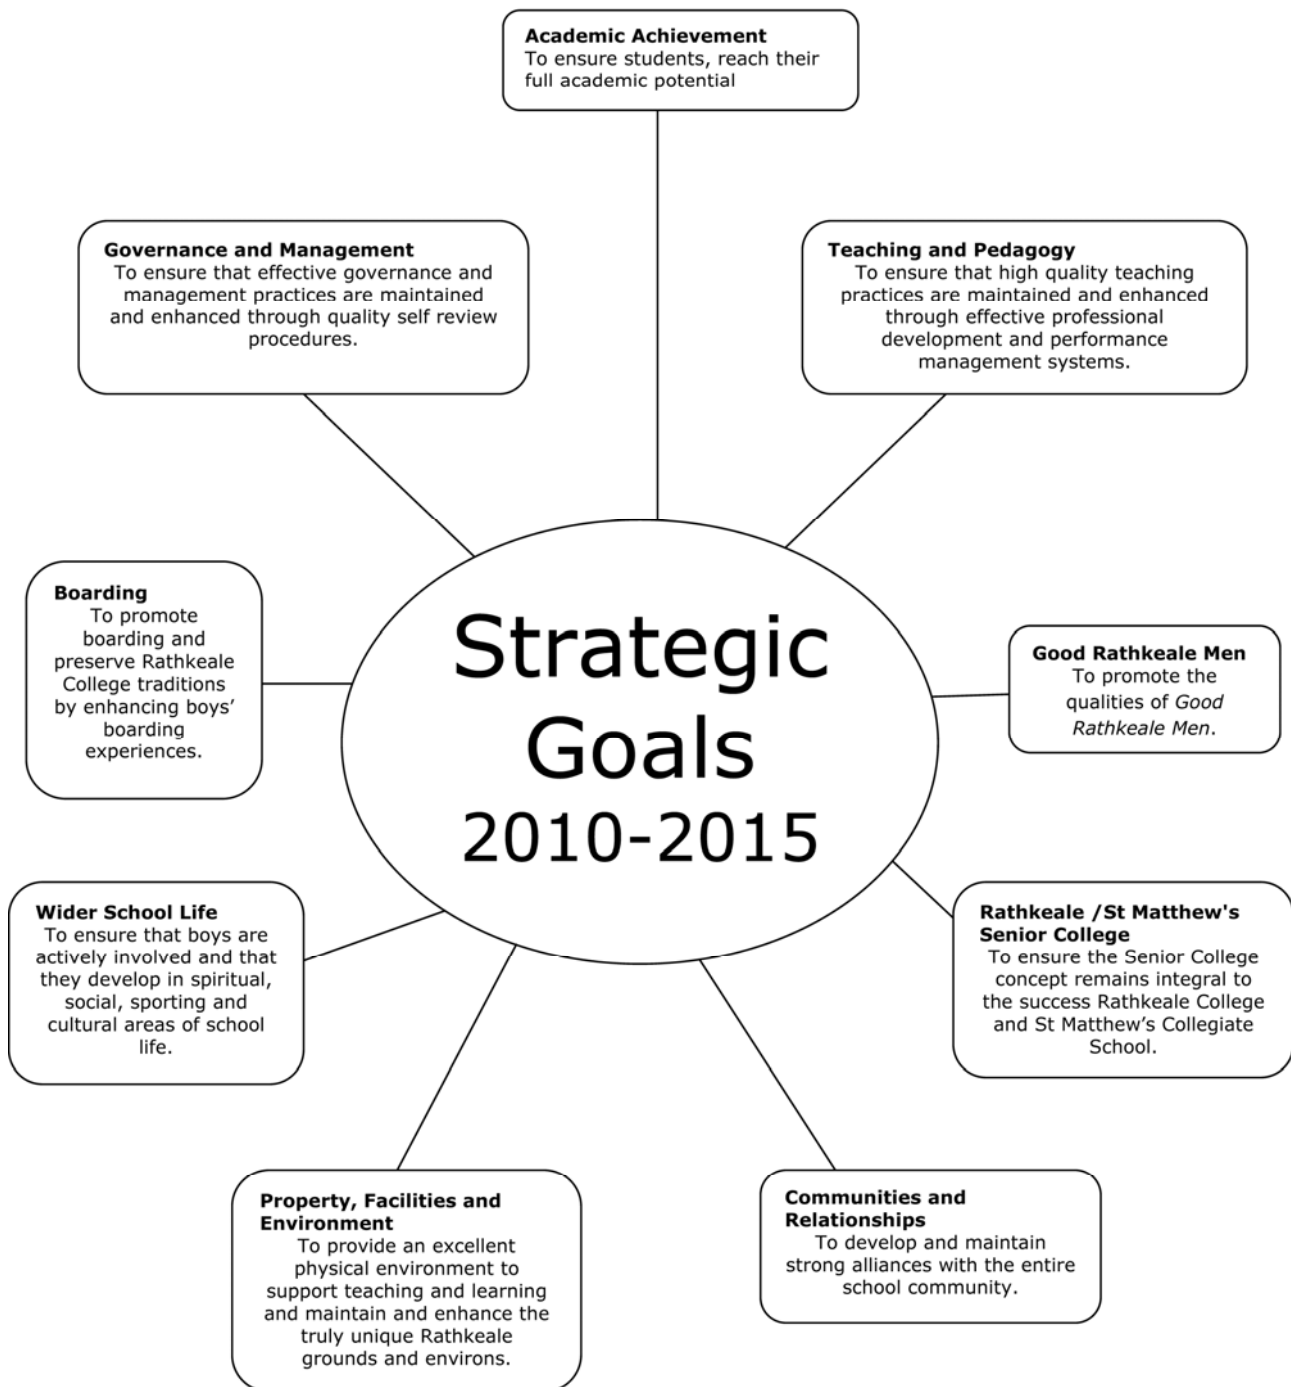 Academic Achievement
To ensure students, reach their
full academic potential
Governance and Management
To ensure that effective governance and
management practices are maintained
and enhanced through quality self review
procedures.
Teaching and Pedagogy
To ensure that high quality teaching
practices are maintained and enhanced
through effective professional
development and performance
management systems.
Boarding
To promote
boarding and
preserve Rathkeale
College traditions
by enhancing boys’
boarding
experiences.
Strategic
Goals
2010-2015
Good Rathkeale Men
To promote the
qualities of Good
Rathkeale Men.
Wider School Life
To ensure that boys are
actively involved and that
they develop in spiritual,
social, sporting and
cultural areas of school
life.
Rathkeale /St Matthew's
Senior College
To ensure the Senior College
concept remains integral to
the success Rathkeale College
and St Matthew’s Collegiate
School.
Property, Facilities and
Environment
To provide an excellent
physical environment to
support teaching and learning
and maintain and enhance the
truly unique Rathkeale
grounds and environs.
Communities and
Relationships
To develop and maintain
strong alliances with the entire
school community.